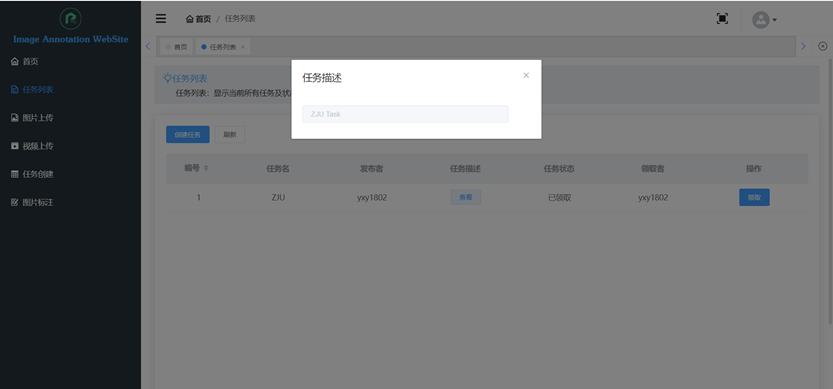 Image Annotation WebSite
首页
任务列表
图片上传
视频上传
任务创建
图片标注
首页 / 任务列表
首页
任务列表 ×
任务列表
任务列表：显示当前所有任务及状
任务描述
ZJU Task
创建任务
刷新
编号 任务名 发布者 任务描述 任务状态 领取者 操作
1 ZJU yxy1802 查看 已领取 yxy1802 领取